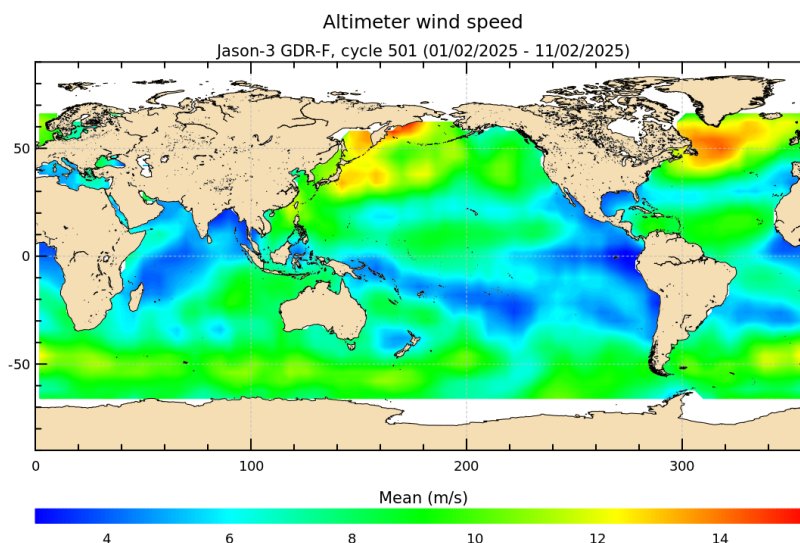 Altimeter wind speed
Jason-3 GDR-F, cycle 501 (01/02/2025 - 11/02/2025)
50
0
-50
0 100 200 300
Mean (m/s)
4 6 8 10 12 14